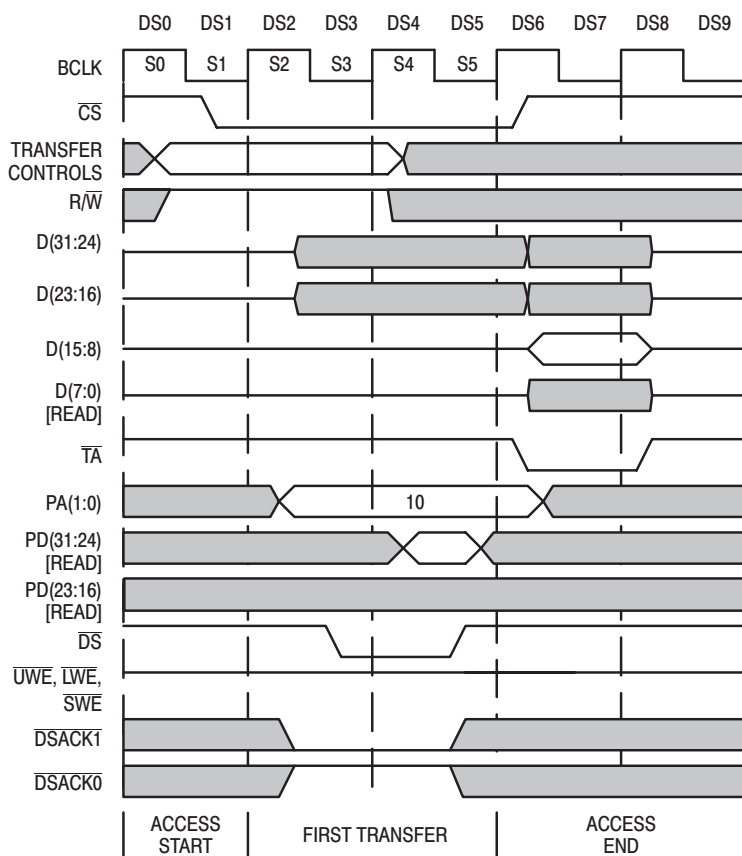 DS0 DS1 DS2 DS3 DS4 DS5 DS6 DS7 DS8 DS9
BCLK S0 S1 S2 S3 S4 S5
CS
TRANSFER
CONTROLS
R/W
D(31:24)
D(23:16)
D(15:8)
D(7:0)
[READ]
TA
PA(1:0) 10
PD(31:24)
[READ]
PD(23:16)
[READ]
DS
UWE, LWE,
SWE
DSACK1
DSACK0
ACCESS
START
FIRST TRANSFER
ACCESS
END